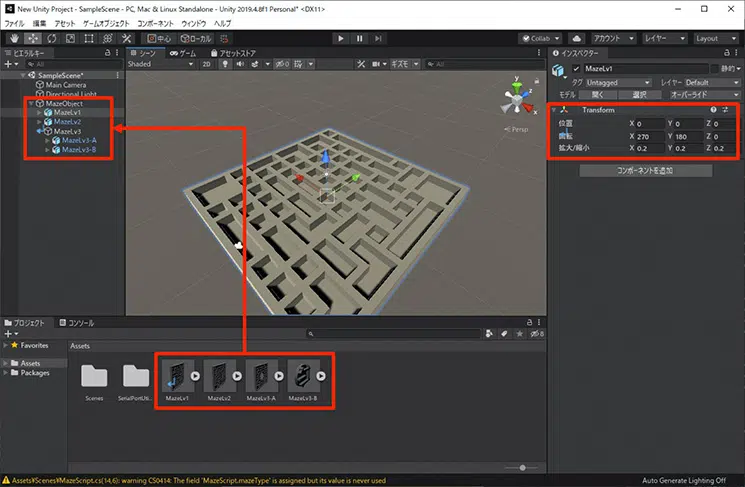 New Unity Project - SampleScene - PC, Mac & Linux Standalone - Unity 2019.4.8f1 Personal* <DX11>
ファイル 編集 アセット ゲームオブジェクト コンポーネント ウィンドウ ヘルプ
中心 ローカル Collab アカウント レイヤー Layout
ヒエラルキー
All
SampleScene*
Main Camera
Directional Light
MazeObject
MazeLv1
MazeLv2
MazeLv3
MazeLv3-A
MazeLv3-B
シーン ゲーム アセットストア
Shaded 2D 0 ギズモ All
y
x
z
Persp
インスペクター
MazeLv1 静的
タグ Untagged レイヤー Default
モデル 開く 選択 オーバーライド
Transform
位置 X 0 Y 0 Z 0
回転 X 270 Y 180 Z 0
拡大/縮小 X 0.2 Y 0.2 Z 0.2
コンポーネントを追加
プロジェクト コンソール
0
Favorites
Assets
Packages
Assets
Scenes SerialPortUti... MazeLv1 MazeLv2 MazeLv3-A MazeLv3-B
Assets¥Scenes¥MazeScript.cs(14,6): warning CS0414: The field 'MazeScript.mazeType' is assigned but its value is never used
Auto Generate Lighting Off